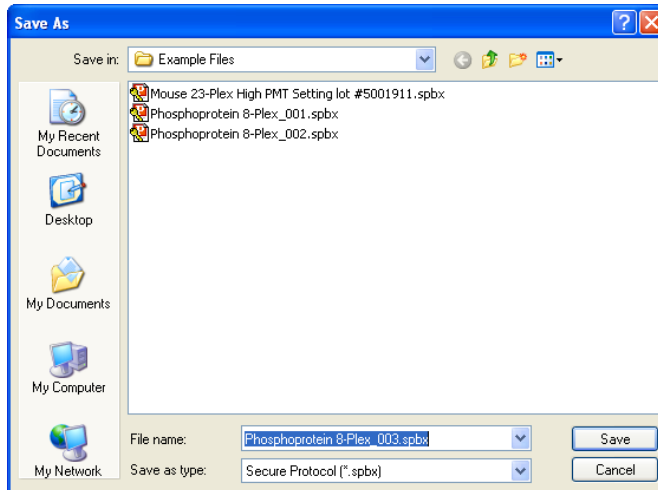 Save As
Save in:
Example Files
My Recent
Documents
Desktop
My Documents
My Computer
My Network
Mouse 23-Plex High PMT Setting lot #5001911.spbx
Phosphoprotein 8-Plex_001.spbx
Phosphoprotein 8-Plex_002.spbx
File name:
Phosphoprotein 8-Plex_003.spbx
Save
Save as type:
Secure Protocol (*.spbx)
Cancel